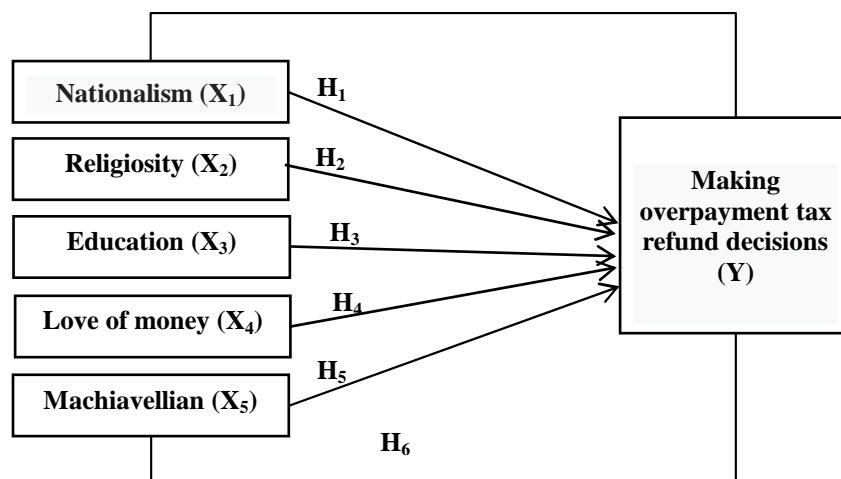 Nationalism (X₁)
H₁
Religiosity (X₂)
H₂
Education (X₃)
H₃
Love of money (X₄)
H₄
Machiavellian (X₅)
H₅
H₆
Making
overpayment tax
refund decisions
(Y)